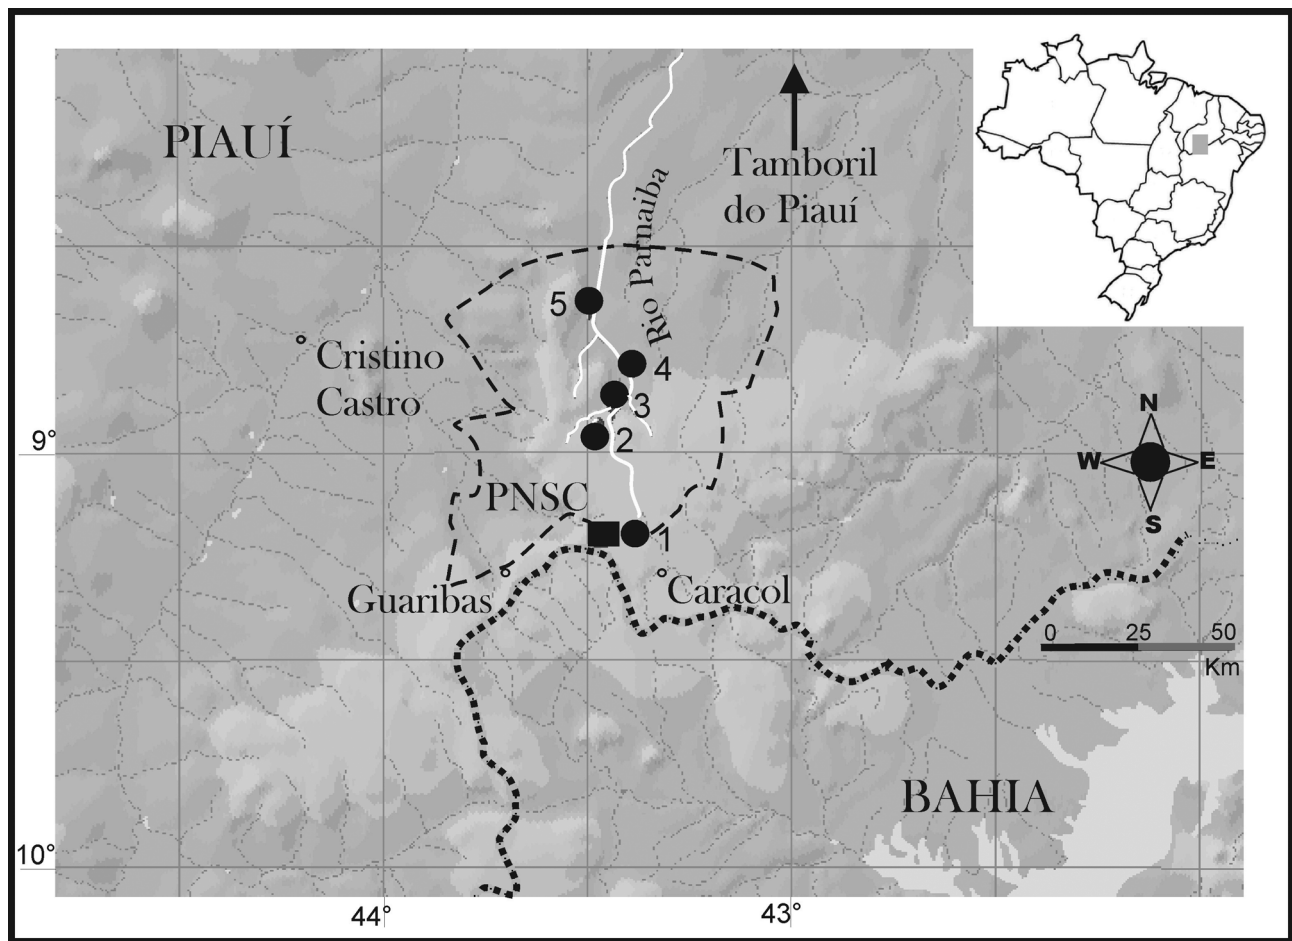 PIAUÍ
Tamboril
do Piauí
Rio Parnaiba
5
Cristino
Castro
4
3
2
9°
N
W E
S
PNSC
1
Guaribas
Caracol
0 25 50
Km
BAHIA
10°
44°
43°